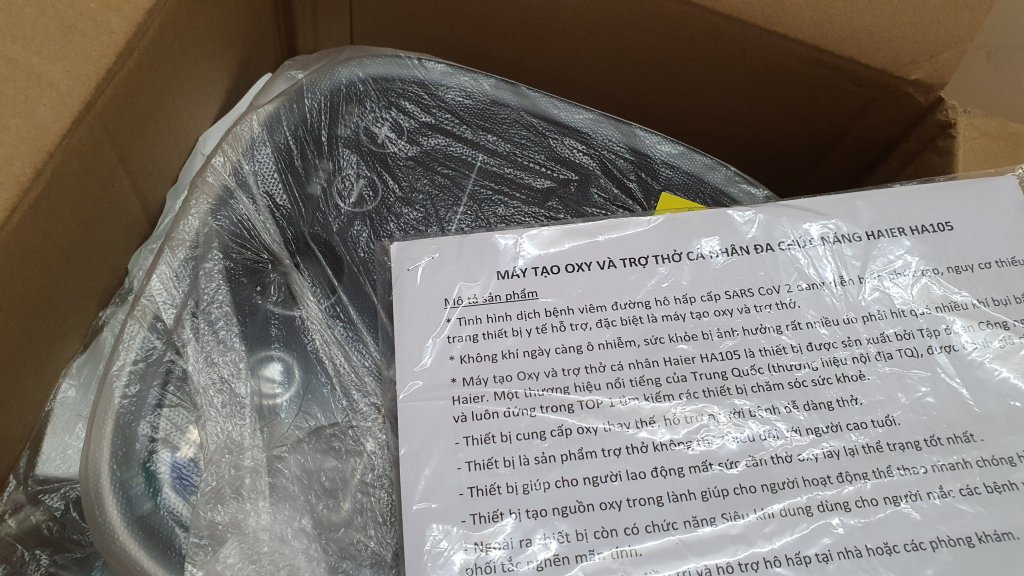 MÁY TẠO OXY VÀ TRỢ THỞ CÁ NHÂN ĐA CHỨC NĂNG HAIER HA105
Mô tả sản phẩm
* Tình hình dịch bệnh viêm đường hô hấp cấp SARS CoV 2 đang diễn biến phức tạp, nguy cơ thiếu
trang thiết bị y tế hỗ trợ, đặc biệt là máy tạo oxy và trợ thở.
* Không khí ngày càng ô nhiễm, sức khỏe bị ảnh hưởng rất nhiều do phải hít quá nhiều khí bụi
* Máy tạo Oxy và trợ thở cá nhân Haier HA105 là thiết bị được sản xuất bởi Tập đoàn Công
Haier. Một thương hiệu nổi tiếng của Trung Quốc (thương hiệu nội địa TQ), được
và luôn đứng trong TOP 1 tìm kiếm các thiết bị chăm sóc sức khoẻ.
- Thiết bị cung cấp oxy thay thế, hỗ trợ người bệnh dễ dàng thở.
- Thiết bị là sản phẩm trợ thở không thể với người cao tuổi.
- Thiết bị giúp cho người lao động mất sức cần thở oxy lấy lại thể trạng tốt nhất .
- Thiết bị tạo nguồn oxy trong lành giúp cho người hoạt động thể thao nhanh chóng
- Ngoài ra thiết bị còn có chức năng Siêu khí dung dùng cho người mắc các bệnh
phối tắc nghẽn mãn tính.
và hô trợ hô hấp tại nhà hoặc các phòng khám.